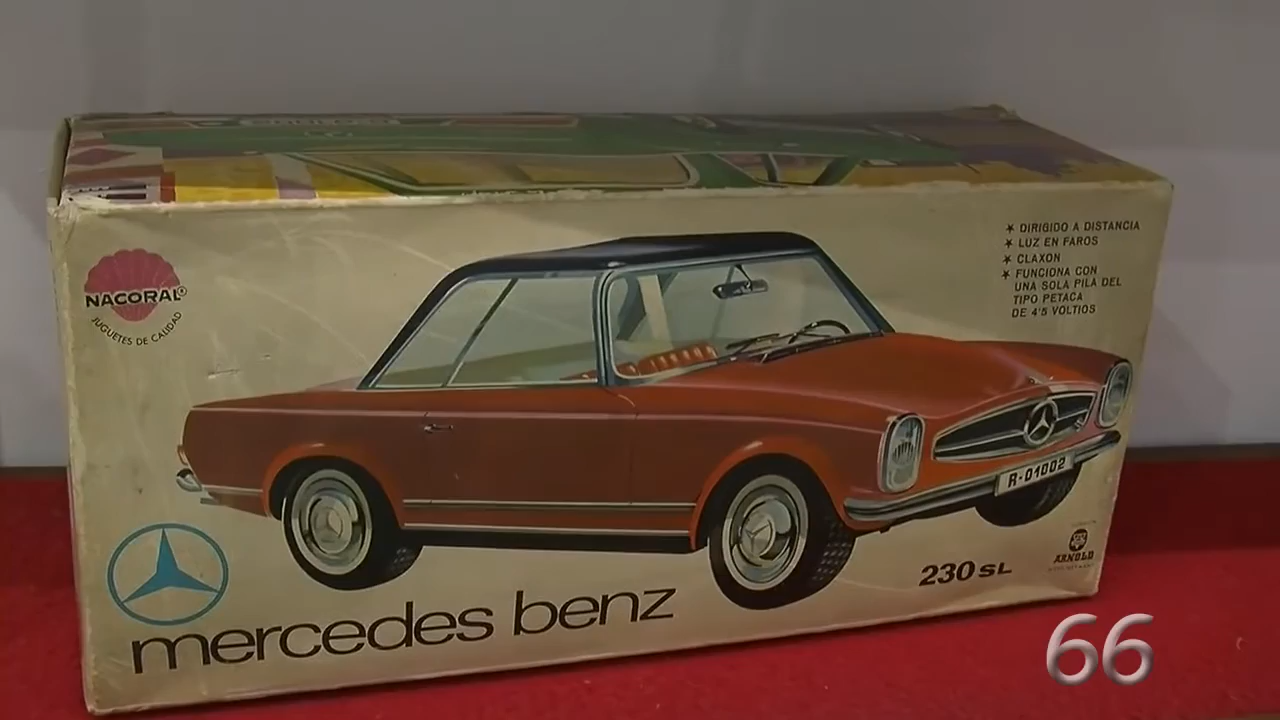 NACORAL®
JUGUETES DE CALIDAD
★ DIRIGIDO A DISTANCIA
★ LUZ EN FAROS
★ CLAXON
★ FUNCIONA CON
UNA SOLA PILA DEL
TIPO PETACA
DE 4'5 VOLTIOS
R-01002
ARNOLD
230 SL
mercedes benz
66